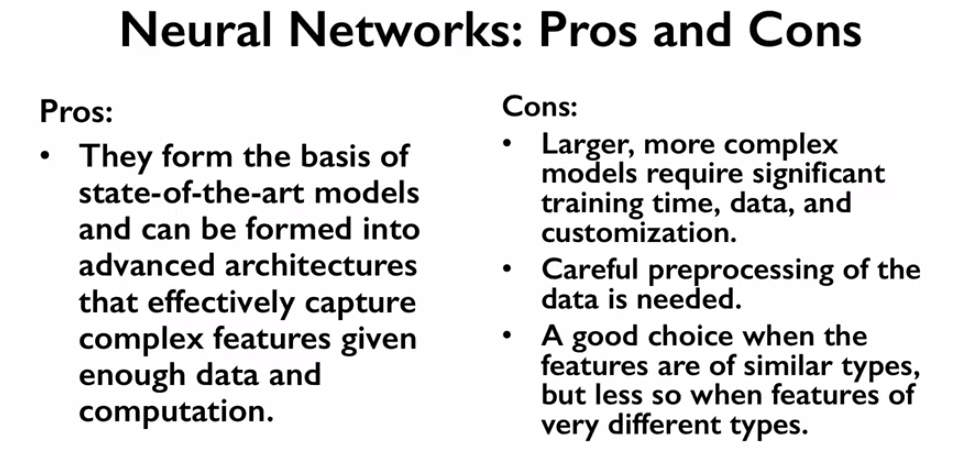 Neural Networks: Pros and Cons
Pros:
• They form the basis of
state-of-the-art models
and can be formed into
advanced architectures
that effectively capture
complex features given
enough data and
computation.
Cons:
• Larger, more complex
models require significant
training time, data, and
customization.
• Careful preprocessing of the
data is needed.
• A good choice when the
features are of similar types,
but less so when features of
very different types.